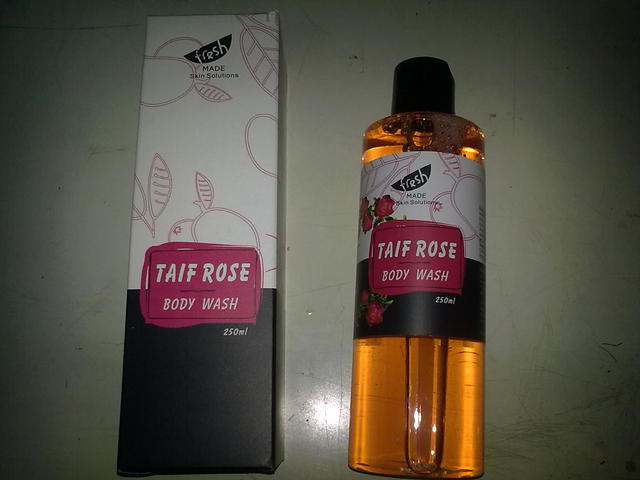 fresh
MADE
Skin Solutions
TAIF ROSE
BODY WASH
250ml
fresh
MADE
Skin Solutions
TAIF ROSE
BODY WASH
250ml